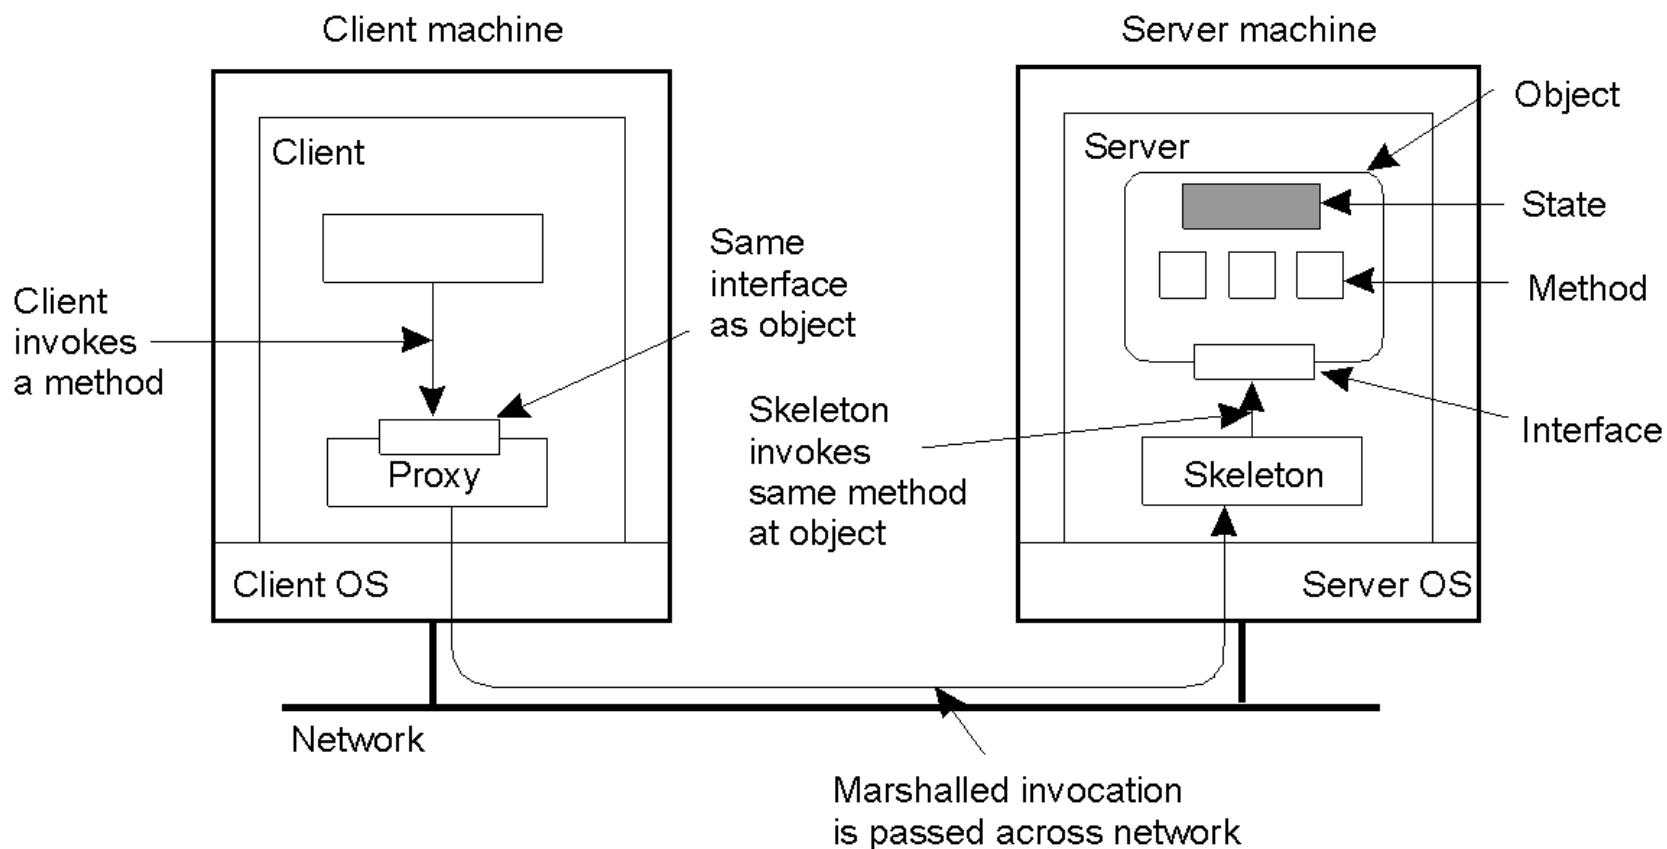 Client machine
Server machine
Client
Server
Object
State
Method
Interface
Client
invokes
a method
Same
interface
as object
Skeleton
invokes
same method
at object
Proxy
Skeleton
Client OS
Server OS
Network
Marshalled invocation
is passed across network